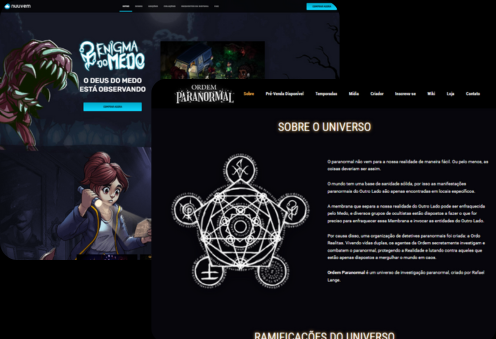 nuuvem
ENIGMA
DO MEDO
O DEUS DO MEDO
ESTÁ OBSERVANDO
ORDEM
PARANORMAL
Sobre
Pré-Venda Disponível
Temporadas
Mídia
Criador
Inscreva-se
Wiki
Loja
Contato
SOBRE O UNIVERSO
O paranormal não vem para a nossa realidade de maneira fácil. Ou pelo menos, as
coisas deveriam ser assim.
O mundo tem uma base de sanidade sólida, por isso as manifestações
paranormais do Outro Lado são apenas encontradas em locais específicos.
A membrana que separa a nossa realidade do Outro Lado pode ser enfraquecida
pelo Medo, e diversos grupos de ocultistas estão dispostos a fazer o que for
preciso para enfraquecer essa Membrana e invocar as entidades do Outro Lado.
Por causa disso, uma organização de detetives paranormais foi criada: a Ordo
Realitas. Vivendo vidas duplas, os agentes da Ordem secretamente investigam e
combatem o paranormal, protegendo a Realidade e lutando contra aqueles que
estão apenas dispostos a mergulhar o mundo em caos.
Ordem Paranormal é um universo de investigação paranormal, criado por Rafael
Lange.
RAMIFICAÇÕES DO UNIVERSO